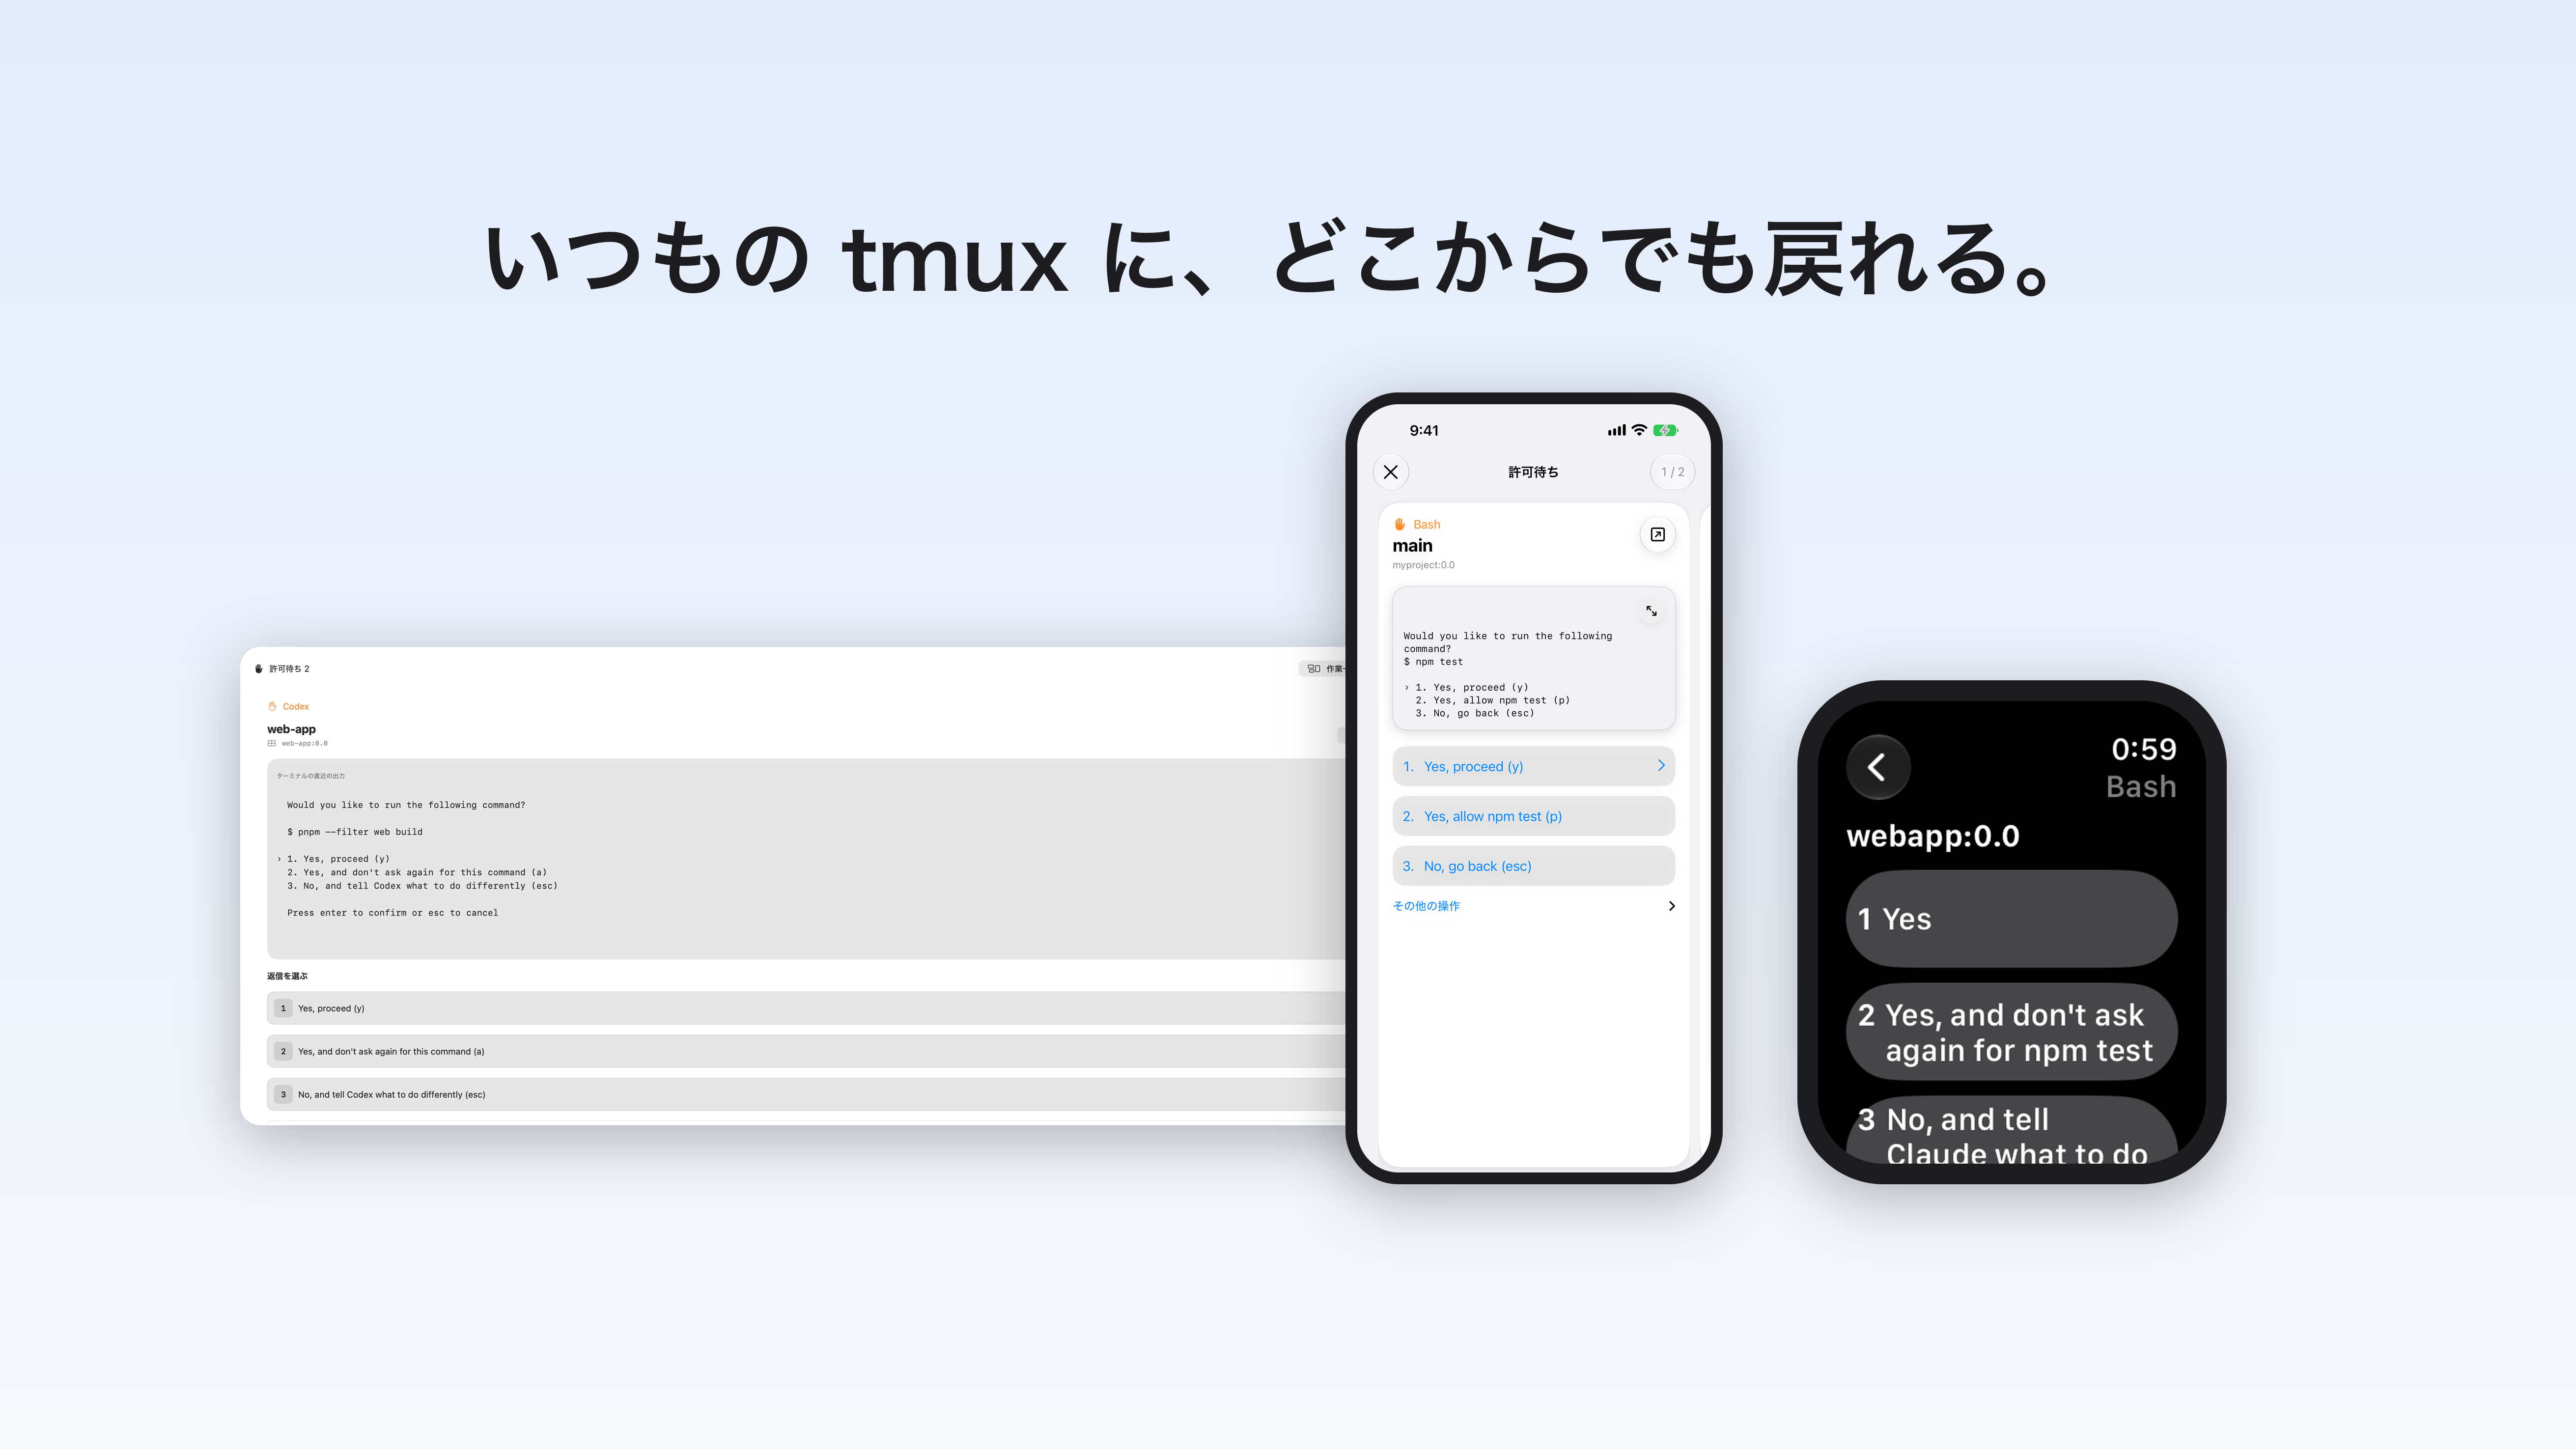 いつもの tmux に、どこからでも戻れる。
許可待ち 2
作業
Codex
web-app
web-app:0.0
ターミナルの直近の出力
Would you like to run the following command?
$ pnpm --filter web build
› 1. Yes, proceed (y)
2. Yes, and don't ask again for this command (a)
3. No, and tell Codex what to do differently (esc)
Press enter to confirm or esc to cancel
返信を選ぶ
1 Yes, proceed (y)
2 Yes, and don't ask again for this command (a)
3 No, and tell Codex what to do differently (esc)
9:41
許可待ち
1 / 2
Bash
main
myproject:0.0
Would you like to run the following
command?
$ npm test
› 1. Yes, proceed (y)
2. Yes, allow npm test (p)
3. No, go back (esc)
1. Yes, proceed (y)
2. Yes, allow npm test (p)
3. No, go back (esc)
その他の操作
0:59
Bash
webapp:0.0
1 Yes
2 Yes, and don't ask
again for npm test
3 No, and tell
Claude what to do